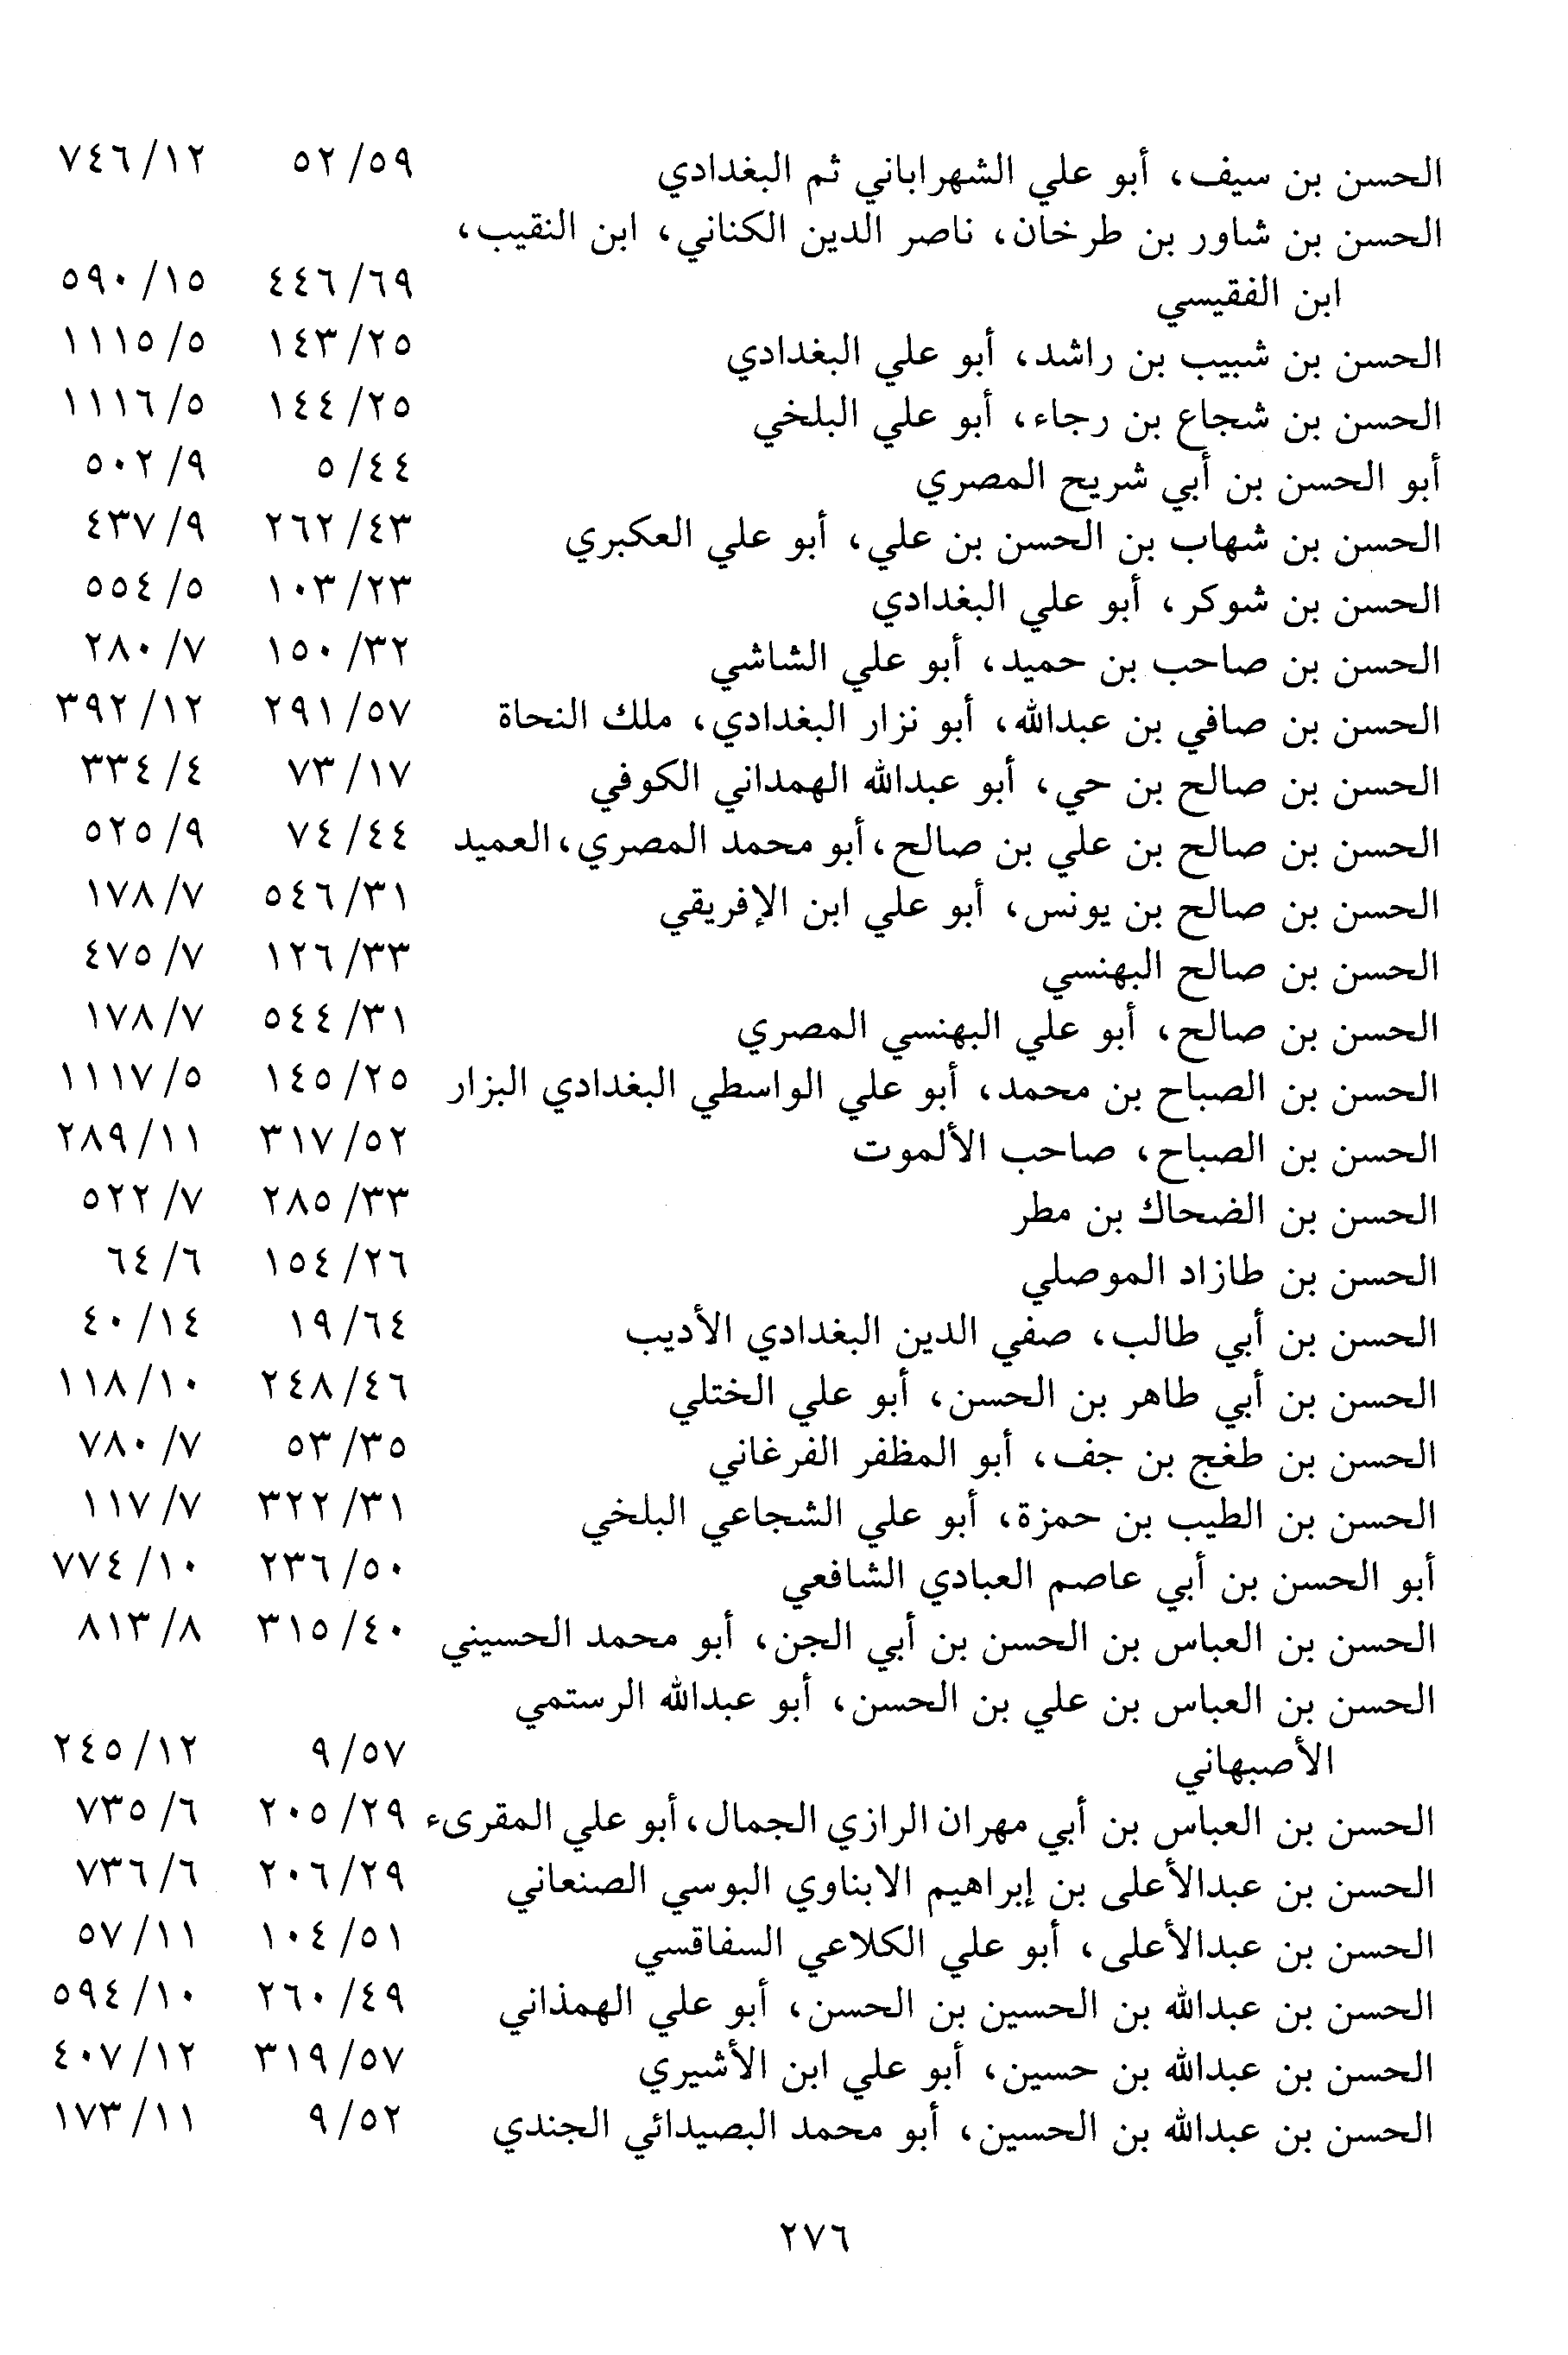 الحسن بن سيف، أبو علي الشهراباني ثم البغدادي ٥٩/ ٥٢ ١٢/ ٧٤٦
الحسن بن شاور بن طرخان، ناصر الدين الكناني، ابن النقيب،
ابن الفقيسي ٦٩/ ٤٤٦ ١٥/ ٥٩٠
الحسن بن شبيب بن راشد، أبو علي البغدادي ٢٥/ ١٤٣ ٥/ ١١١٥
الحسن بن شجاع بن رجاء، أبو علي البلخي ٢٥/ ١٤٤ ٥/ ١١١٦
أبو الحسن بن أبي شريح المصري ٤٤/ ٥ ٩/ ٥٠٢
الحسن بن شهاب بن الحسن بن علي، أبو علي العكبري ٤٣/ ٢٦٢ ٩/ ٤٣٧
الحسن بن شوكر، أبو علي البغدادي ٢٣/ ١٠٣ ٥/ ٥٥٤
الحسن بن صاحب بن حميد، أبو علي الشاشي ٣٢/ ١٥٠ ٧/ ٢٨٠
الحسن بن صافي بن عبدالله، أبو نزار البغدادي، ملك النحاة ٥٧/ ٢٩١ ١٢/ ٣٩٢
الحسن بن صالح بن حي، أبو عبدالله الهمداني الكوفي ١٧/ ٧٣ ٤/ ٣٣٤
الحسن بن صالح بن علي بن صالح، أبو محمد المصري، العميد ٤٤/ ٧٤ ٩/ ٥٢٥
الحسن بن صالح بن يونس، أبو علي ابن الإفريقي ٣١/ ٥٤٦ ٧/ ١٧٨
الحسن بن صالح البهنسي ٣٣/ ١٢٦ ٧/ ٤٧٥
الحسن بن صالح، أبو علي البهنسي المصري ٣١/ ٥٤٤ ٧/ ١٧٨
الحسن بن الصباح بن محمد، أبو علي الواسطي البغدادي البزار ٢٥/ ١٤٥ ٥/ ١١١٧
الحسن بن الصباح، صاحب الألموت ٥٢/ ٣١٧ ١١/ ٢٨٩
الحسن بن الضحاك بن مطر ٣٣/ ٢٨٥ ٧/ ٥٢٢
الحسن بن طازاد الموصلي ٢٦/ ١٥٤ ٦/ ٦٤
الحسن بن أبي طالب، صفي الدين البغدادي الأديب ٦٤/ ١٩ ١٤/ ٤٠
الحسن بن أبي طاهر بن الحسن، أبو علي الختلي ٤٦/ ٢٤٨ ١٠/ ١١٨
الحسن بن طغج بن جف، أبو المظفر الفرغاني ٣٥/ ٥٣ ٧/ ٧٨٠
الحسن بن الطيب بن حمزة، أبو علي الشجاعي البلخي ٣١/ ٣٢٢ ٧/ ١١٧
أبو الحسن بن أبي عاصم العبادي الشافعي ٥٠/ ٢٣٦ ١٠/ ٧٧٤
الحسن بن العباس بن الحسن بن أبي الجن، أبو محمد الحسيني ٤٠/ ٣١٥ ٨/ ٨١٣
الحسن بن العباس بن علي بن الحسن، أبو عبدالله الرستمي
الأصبهاني ٥٧/ ٩ ١٢/ ٢٤٥
الحسن بن العباس بن أبي مهران الرازي الجمال، أبو علي المقرىء ٢٩/ ٢٠٥ ٦/ ٧٣٥
الحسن بن عبدالأعلى بن إبراهيم الابناوي البوسي الصنعاني ٢٩/ ٢٠٦ ٦/ ٧٣٦
الحسن بن عبدالأعلى، أبو علي الكلاعي السفاقسي ٥١/ ١٠٤ ١١/ ٥٧
الحسن بن عبدالله بن الحسين بن الحسن، أبو علي الهمذاني ٤٩/ ٢٦٠ ١٠/ ٥٩٤
الحسن بن عبدالله بن حسين، أبو علي ابن الأشيري ٥٧/ ٣١٩ ١٢/ ٤٠٧
الحسن بن عبدالله بن الحسين، أبو محمد البصيدائي الجندي ٥٢/ ٩ ١١/ ١٧٣
٢٧٦